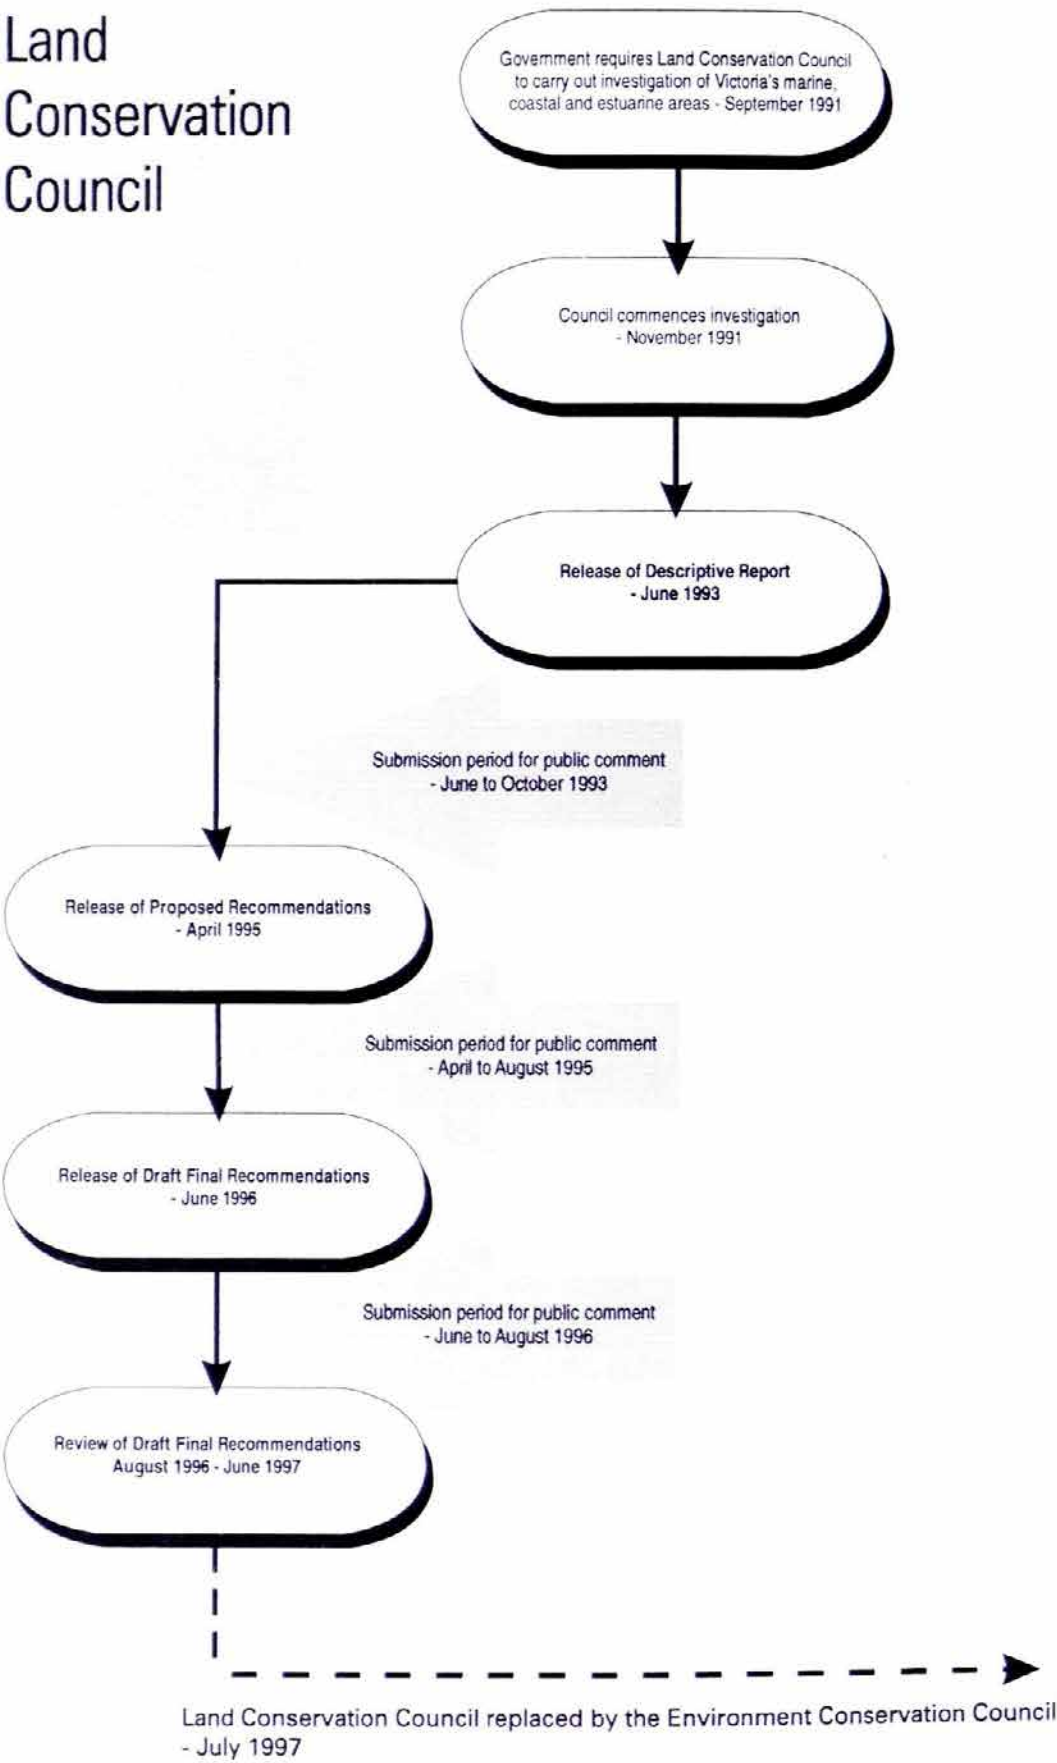 Land
Conservation
Council
Government requires Land Conservation Council
to carry out investigation of Victoria's marine,
coastal and estuarine areas - September 1991
Council commences investigation
- November 1991
Release of Descriptive Report
- June 1993
Submission period for public comment
- June to October 1993
Release of Proposed Recommendations
- April 1995
Submission period for public comment
- April to August 1995
Release of Draft Final Recommendations
- June 1996
Submission period for public comment
- June to August 1996
Review of Draft Final Recommendations
August 1996 - June 1997
Land Conservation Council replaced by the Environment Conservation Council
- July 1997